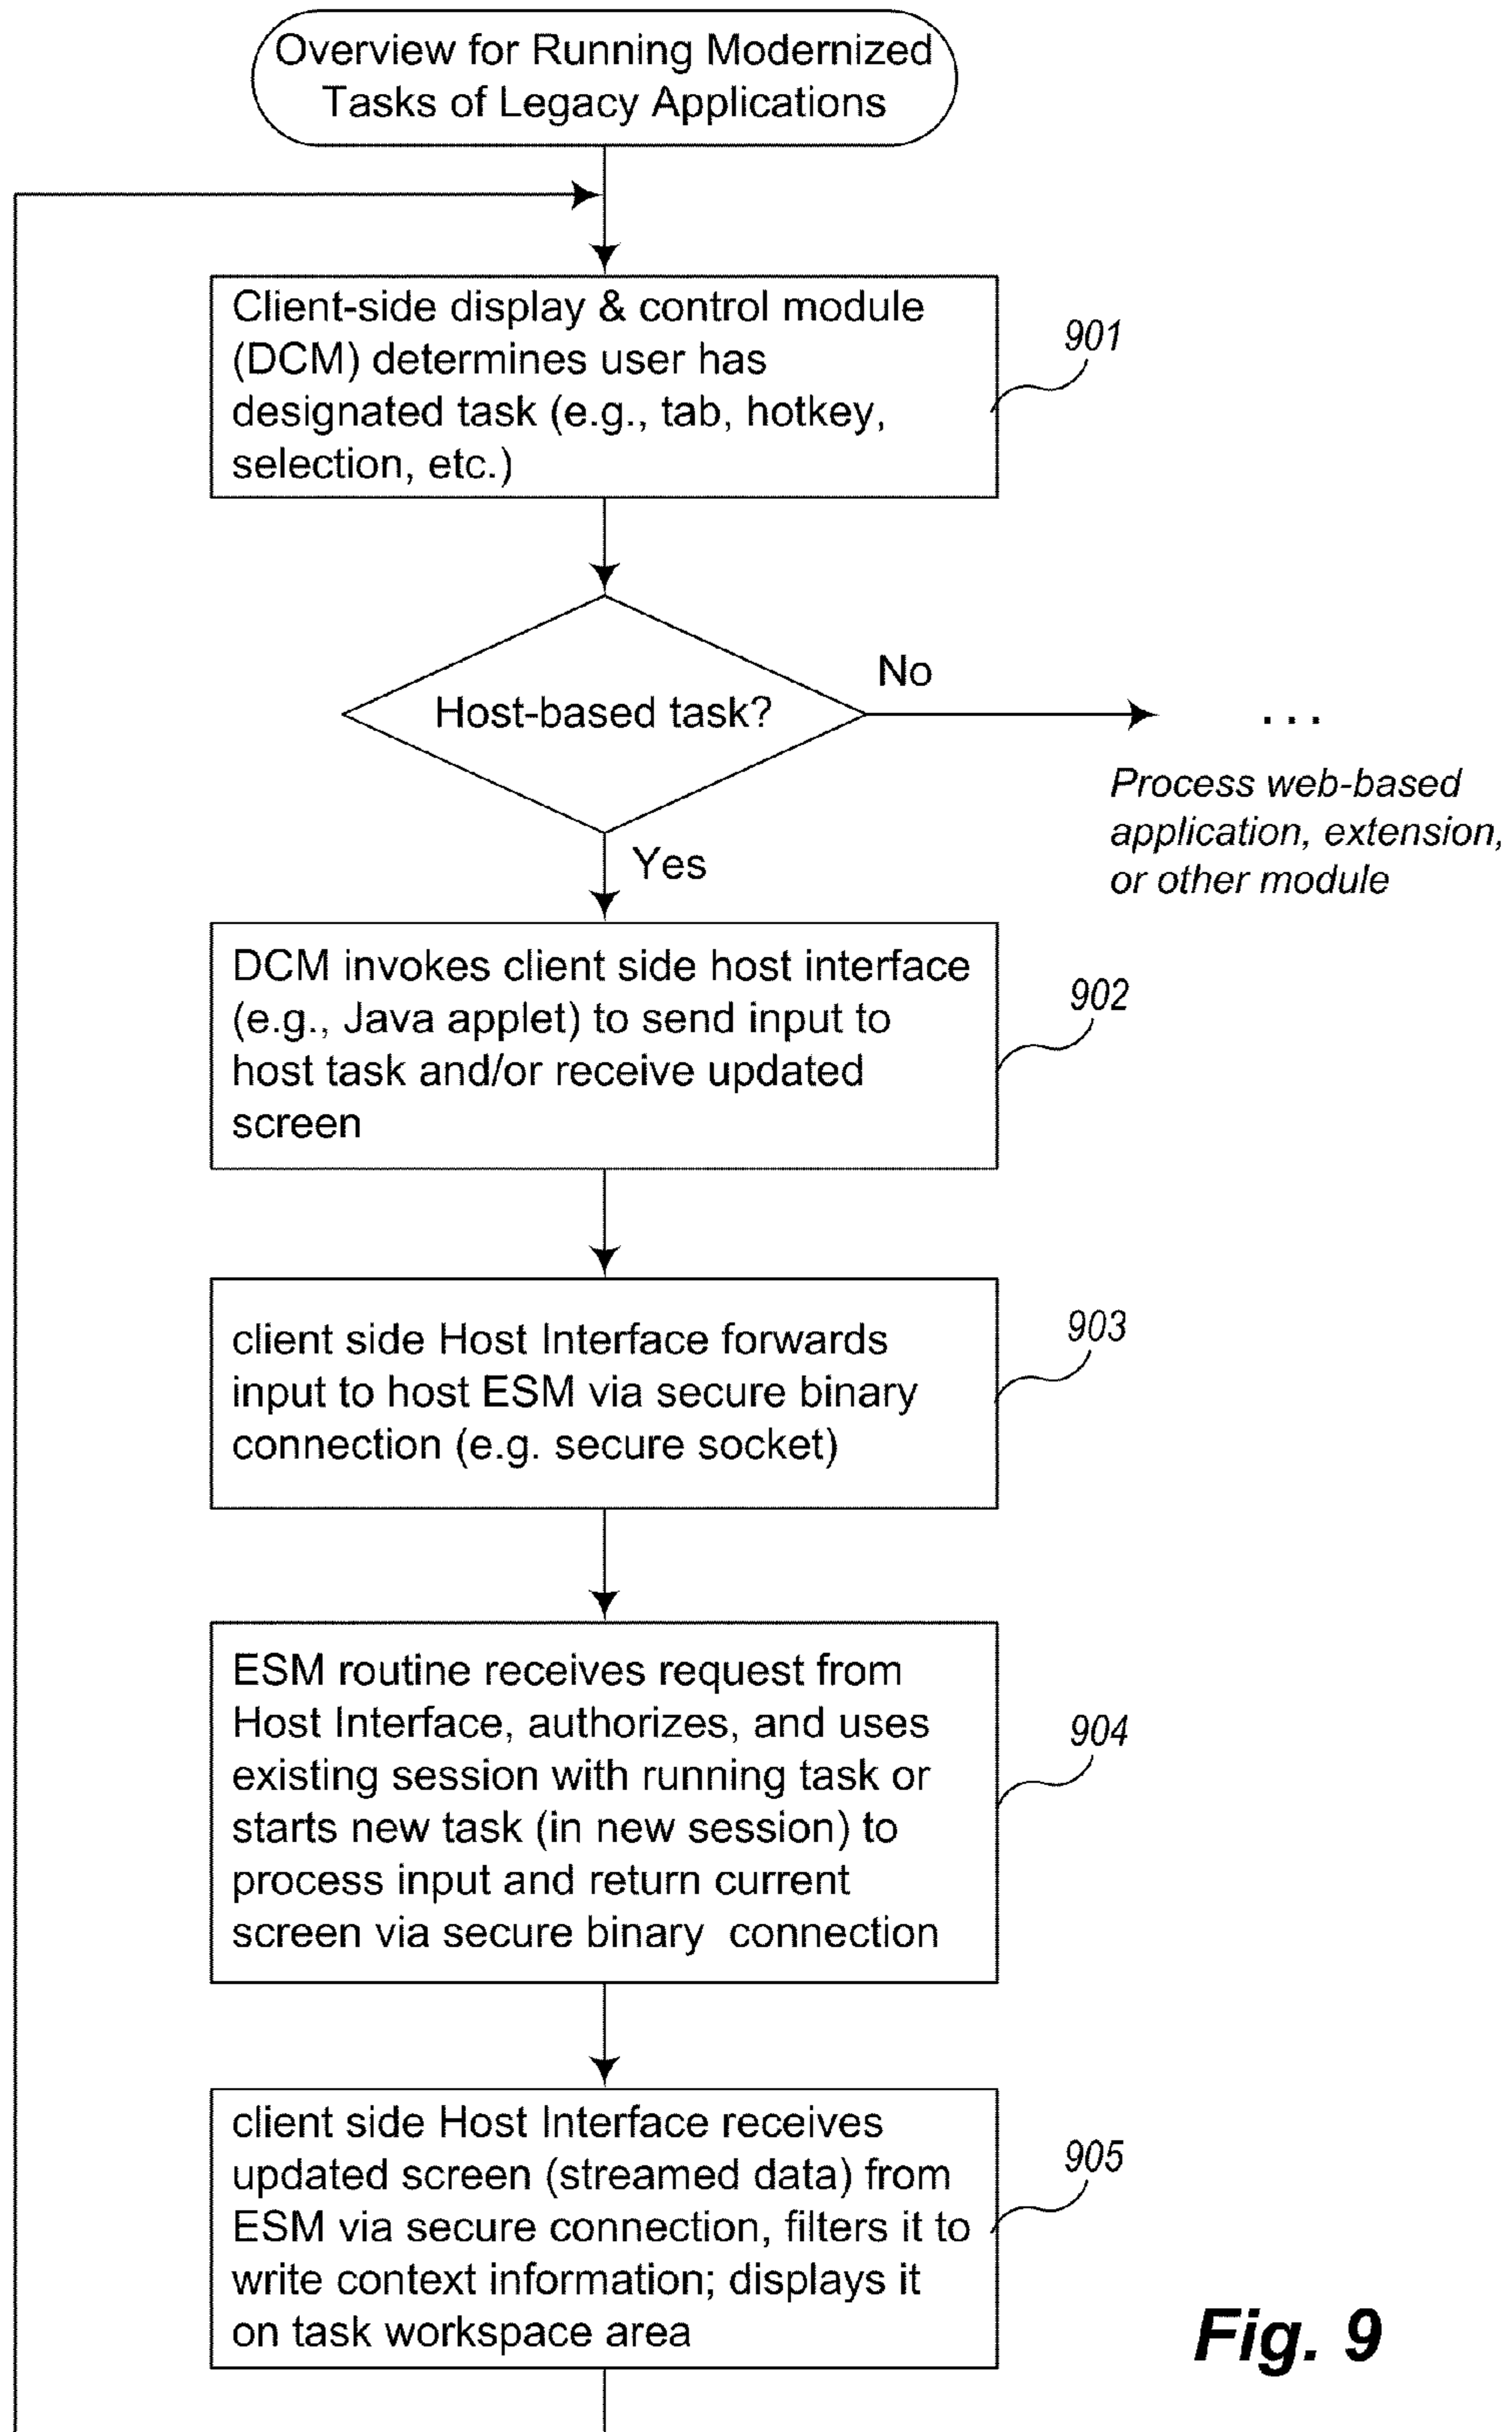 Overview for Running Modernized
Tasks of Legacy Applications
Client-side display & control module
(DCM) determines user has
designated task (e.g., tab, hotkey,
selection, etc.)
901
Host-based task?
No
...
Process web-based
application, extension,
or other module
Yes
DCM invokes client side host interface
(e.g., Java applet) to send input to
host task and/or receive updated
screen
902
client side Host Interface forwards
input to host ESM via secure binary
connection (e.g. secure socket)
903
ESM routine receives request from
Host Interface, authorizes, and uses
existing session with running task or
starts new task (in new session) to
process input and return current
screen via secure binary connection
904
client side Host Interface receives
updated screen (streamed data) from
ESM via secure connection, filters it to
write context information; displays it
on task workspace area
905
Fig. 9